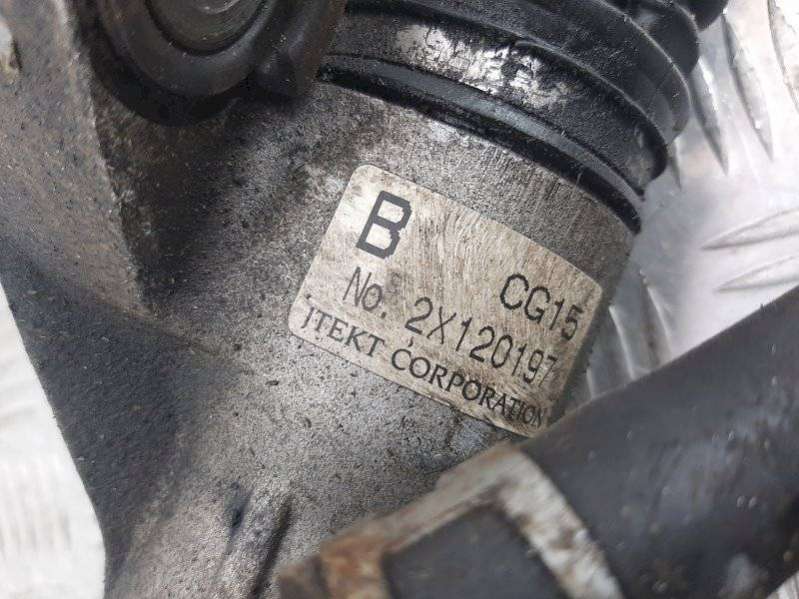 B
CG15
No. 2X120197
JTEKT CORPORATION